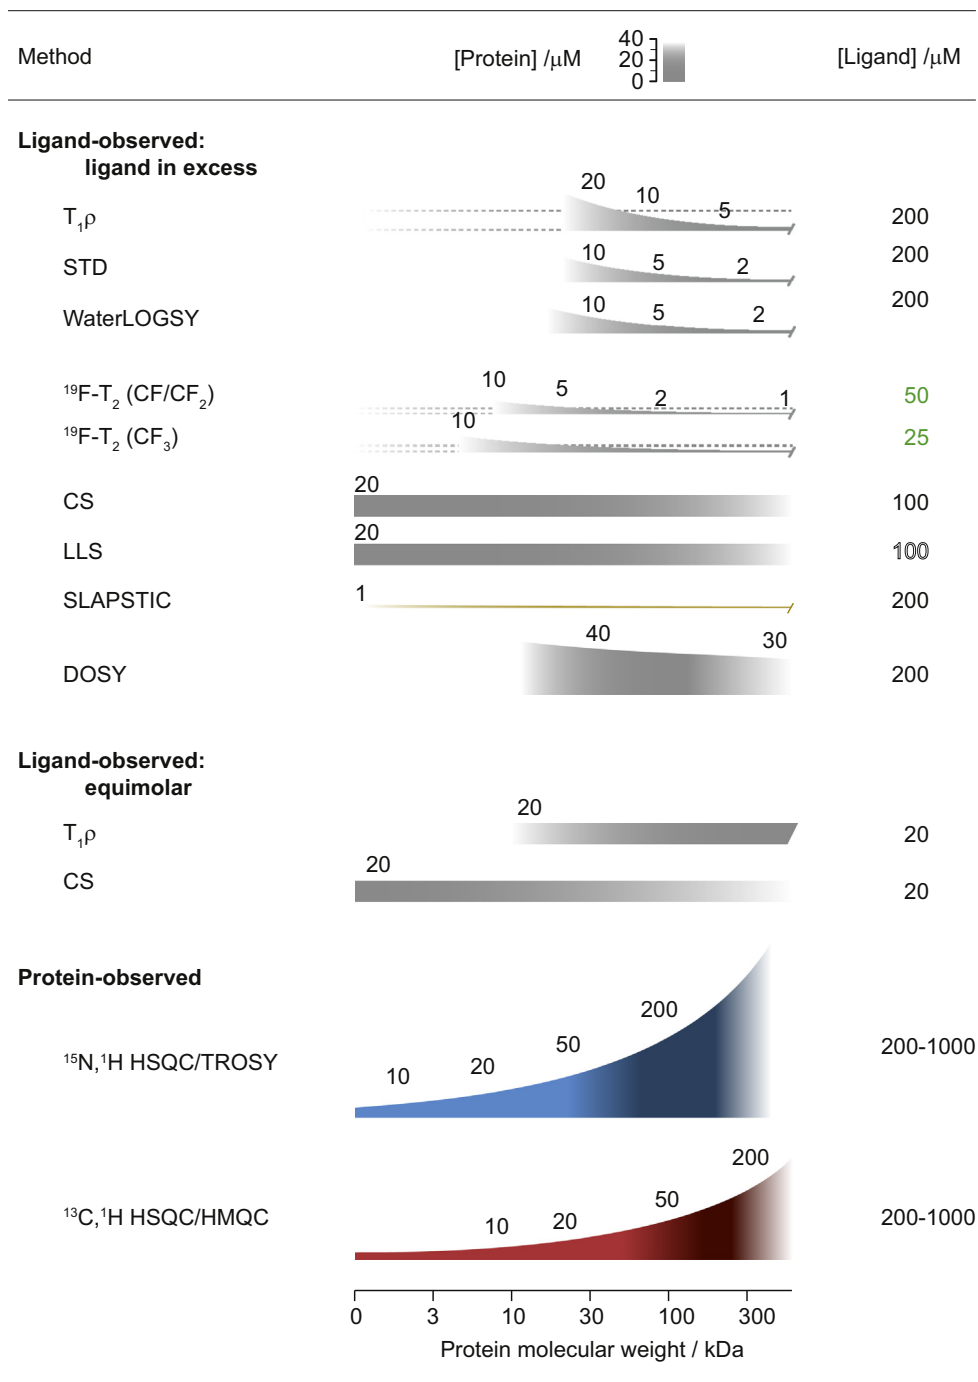 Method [Protein] /μM 40 20 0 [Ligand] /μM
Ligand-observed:
ligand in excess
T₁ρ 20 10 5 200
STD 10 5 2 200
WaterLOGSY 10 5 2 200
¹⁹F-T₂ (CF/CF₂) 10 5 2 1 50
¹⁹F-T₂ (CF₃) 10 25
CS 20 100
LLS 20 100
SLAPSTIC 1 200
DOSY 40 30 200
Ligand-observed:
equimolar
T₁ρ 20 20
CS 20 20
Protein-observed
¹⁵N,¹H HSQC/TROSY 10 20 50 200 200-1000
¹³C,¹H HSQC/HMQC 10 20 50 200 200-1000
0 3 10 30 100 300
Protein molecular weight / kDa